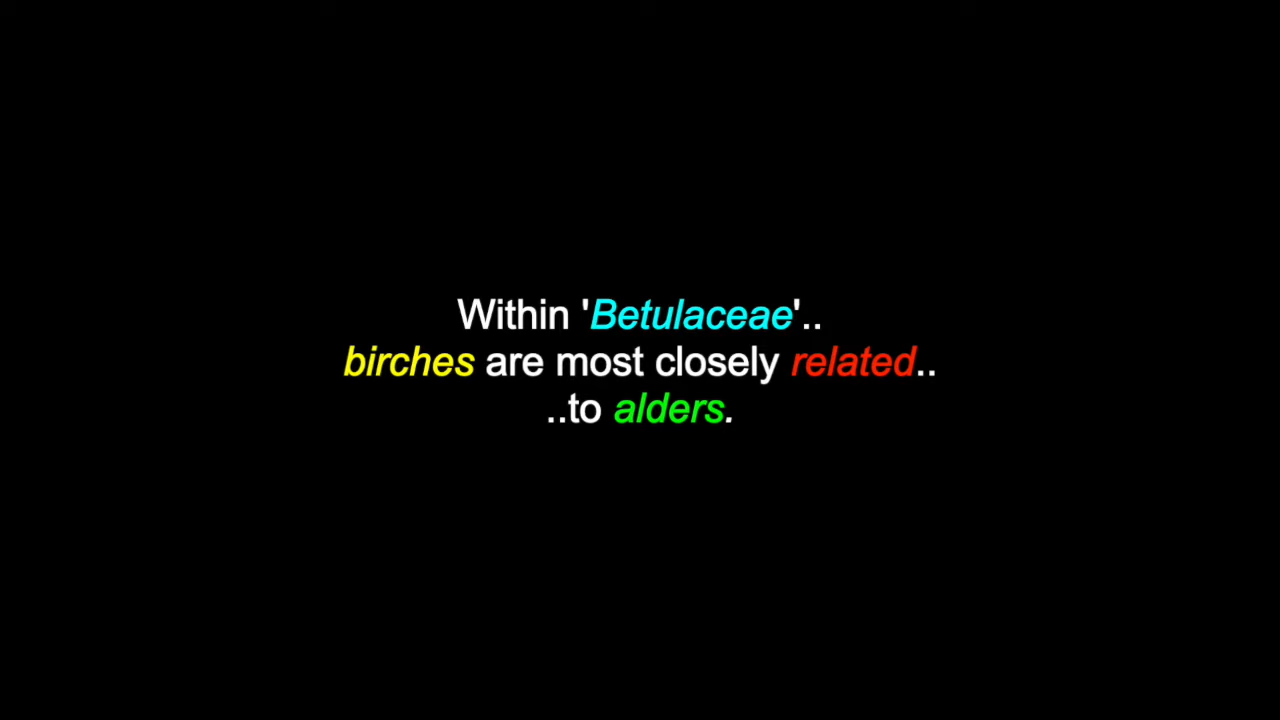 Within 'Betulaceae'..
birches are most closely related..
..to alders.